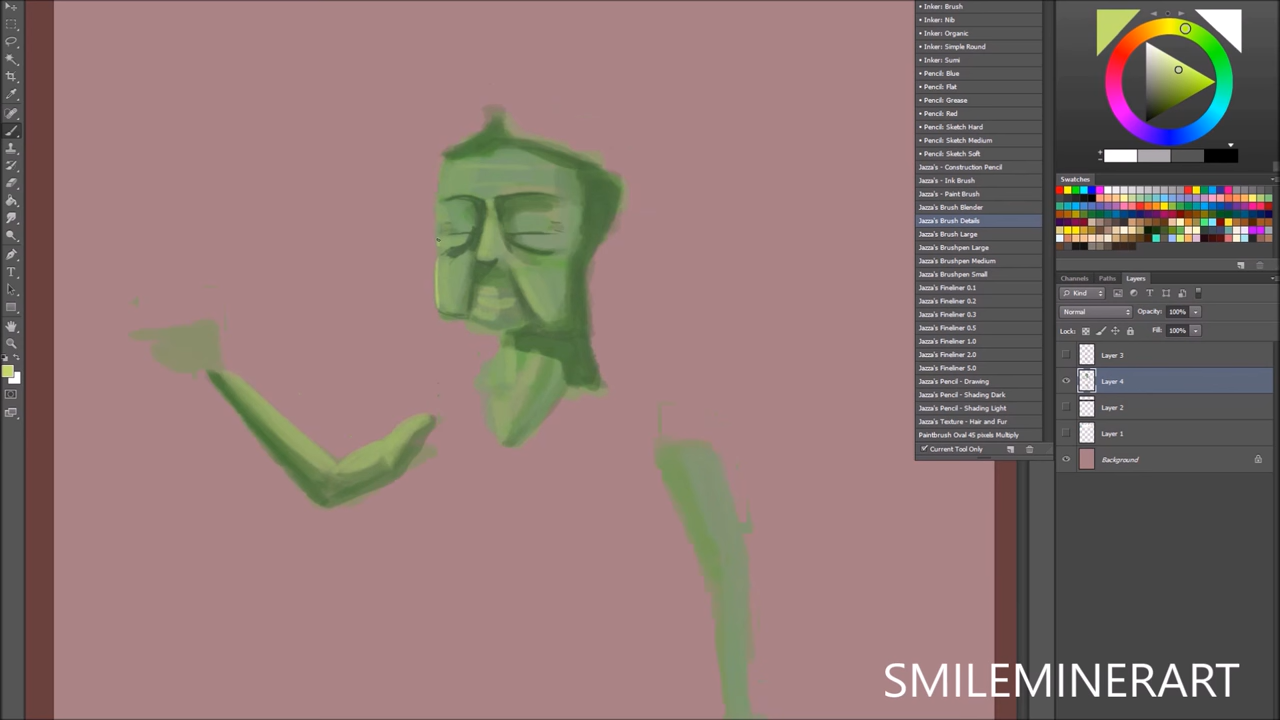 Inker: Brush
Inker: Nib
Inker: Organic
Inker: Simple Round
Inker: Sumi
Pencil: Blue
Pencil: Flat
Pencil: Grease
Pencil: Red
Pencil: Sketch Hard
Pencil: Sketch Medium
Pencil: Sketch Soft
Jazza's - Construction Pencil
Jazza's - Ink Brush
Jazza's - Paint Brush
Jazza's Brush Blender
Jazza's Brush Details
Jazza's Brush Large
Jazza's Brushpen Large
Jazza's Brushpen Medium
Jazza's Brushpen Small
Jazza's Fineliner 0.1
Jazza's Fineliner 0.2
Jazza's Fineliner 0.3
Jazza's Fineliner 0.5
Jazza's Fineliner 1.0
Jazza's Fineliner 2.0
Jazza's Fineliner 5.0
Jazza's Pencil - Drawing
Jazza's Pencil - Shading Dark
Jazza's Pencil - Shading Light
Jazza's Texture - Hair and Fur
Paintbrush Oval 45 pixels Multiply
Current Tool Only
Swatches
Channels Paths Layers
Kind
Normal Opacity: 100%
Lock: Fill: 100%
Layer 3
Layer 4
Layer 2
Layer 1
Background
SMILEMINERART